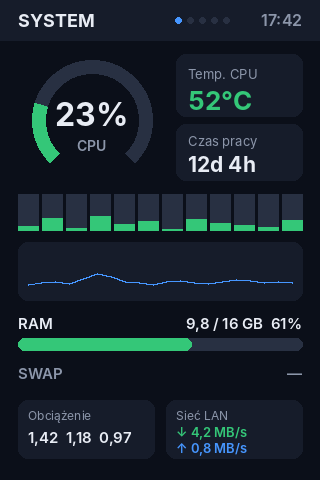 SYSTEM 17:42
23%
CPU
Temp. CPU
52°C
Czas pracy
12d 4h
RAM 9,8 / 16 GB 61%
SWAP —
Obciążenie
1,42 1,18 0,97
Sieć LAN
↓ 4,2 MB/s
↑ 0,8 MB/s